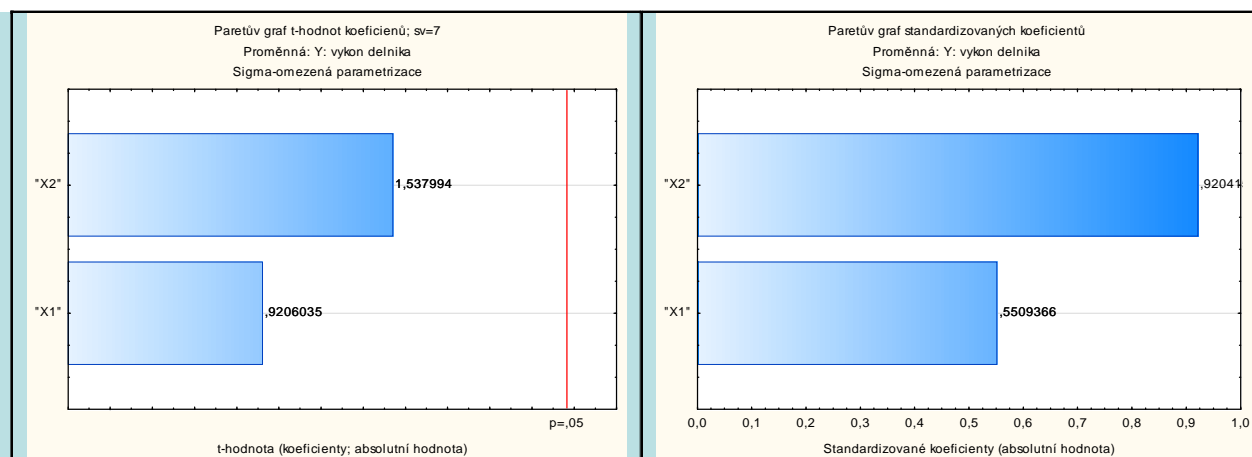 Paretův graf t-hodnot koeficienů; sv=7
Proměnná: Y: vykon delnika
Sigma-omezená parametrizace
"X2"
1,537994
"X1"
,9206035
p=,05
t-hodnota (koeficienty; absolutní hodnota)
Paretův graf standardizovaných koeficientů
Proměnná: Y: vykon delnika
Sigma-omezená parametrizace
"X2"
,92041
"X1"
,5509366
0,0 0,1 0,2 0,3 0,4 0,5 0,6 0,7 0,8 0,9 1,0
Standardizované koeficienty (absolutní hodnota)